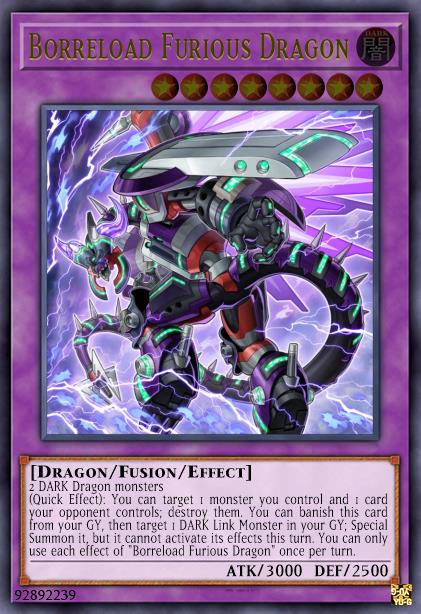 BORRELOAD FURIOUS DRAGON
DARK
闇
[DRAGON/FUSION/EFFECT]
2 DARK Dragon monsters
(Quick Effect): You can target 1 monster you control and 1 card
your opponent controls; destroy them. You can banish this card
from your GY, then target 1 DARK Link Monster in your GY; Special
Summon it, but it cannot activate its effects this turn. You can only
use each effect of "Borreload Furious Dragon" once per turn.
ATK/3000 DEF/2500
92892239